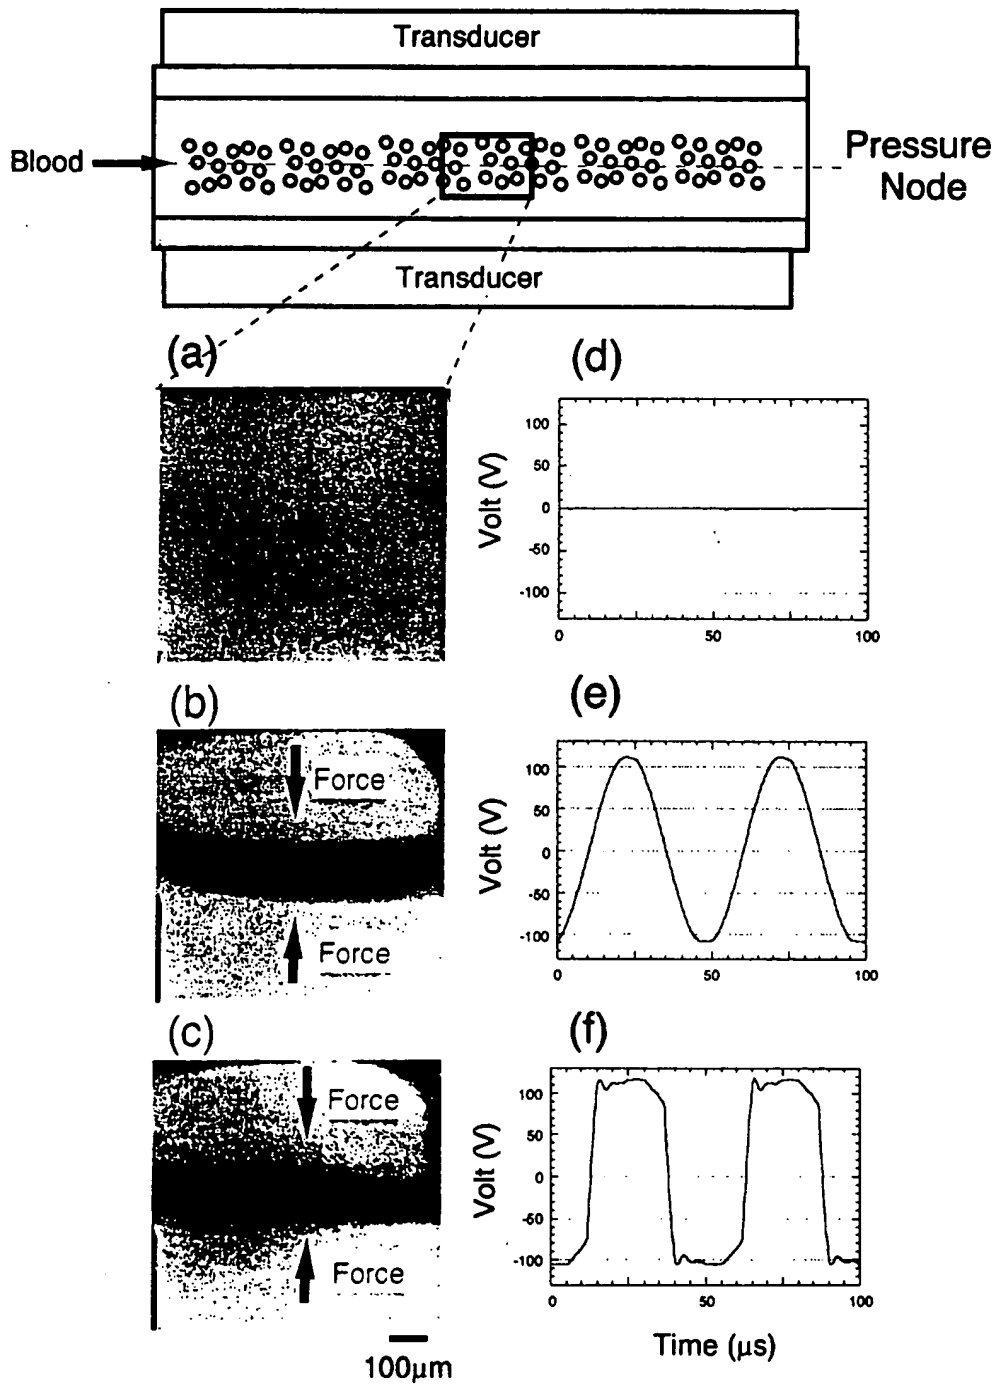 Transducer
Blood
Pressure
Node
Transducer
(a)
(d)
Volt (V)
100
50
0
-50
-100
0
50
100
(b)
Force
Force
(e)
Volt (V)
100
50
0
-50
-100
0
50
100
(c)
Force
Force
100μm
(f)
Volt (V)
100
50
0
-50
-100
0
50
100
Time (μs)